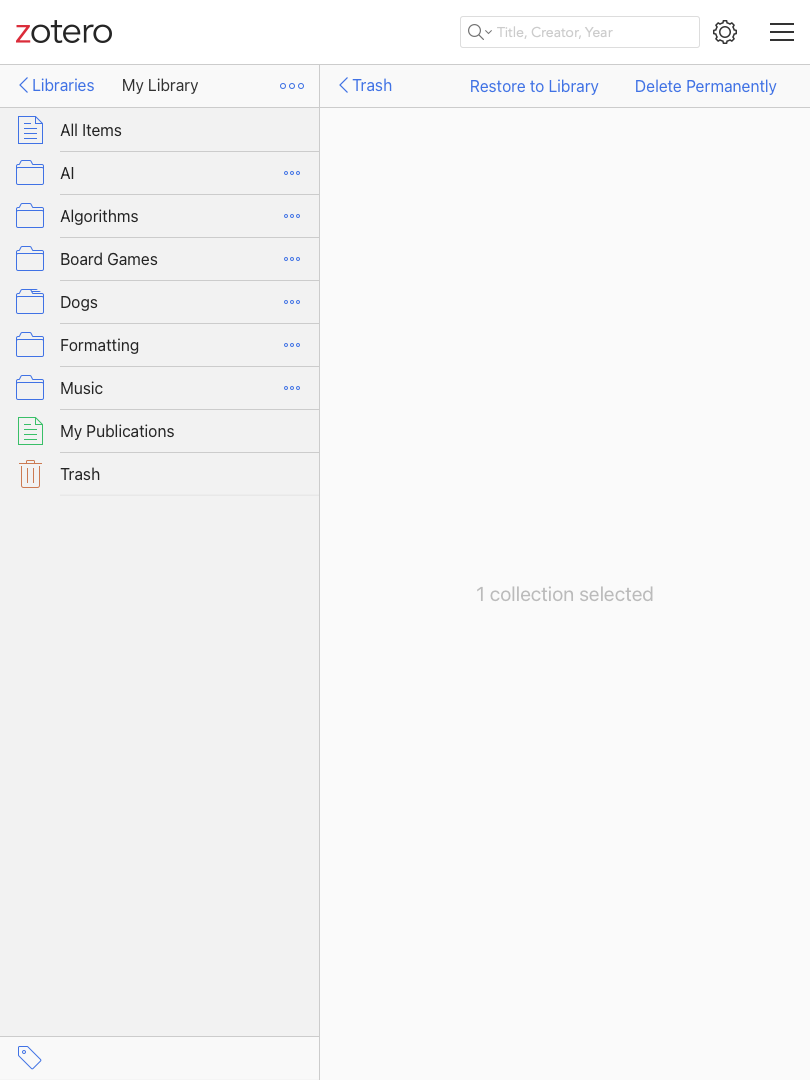 zotero
Title, Creator, Year
Libraries
My Library
Trash
Restore to Library
Delete Permanently
All Items
AI
Algorithms
Board Games
Dogs
Formatting
Music
My Publications
Trash
1 collection selected